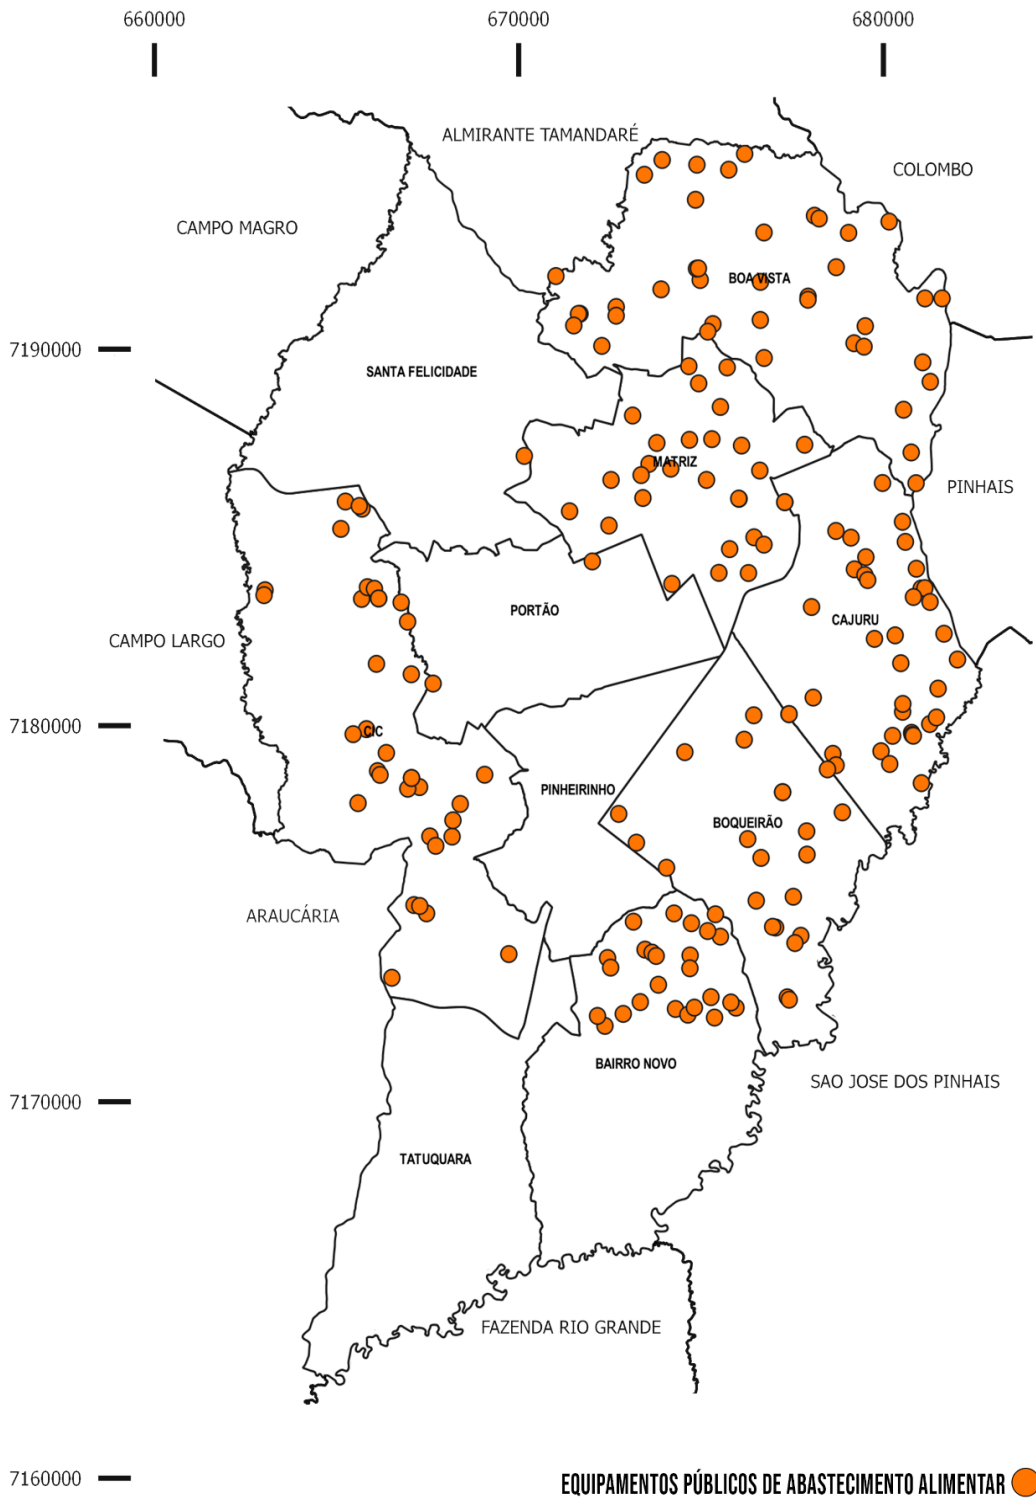 660000
670000
680000
ALMIRANTE TAMANDARÉ
COLOMBO
CAMPO MAGRO
BOA VISTA
7190000
SANTA FELICIDADE
MATRIZ
PINHAIS
PORTÃO
CAJURU
CAMPO LARGO
7180000
CIC
PINHEIRINHO
BOQUEIRÃO
ARAUCÁRIA
BAIRRO NOVO
SAO JOSE DOS PINHAIS
7170000
TATUQUARA
FAZENDA RIO GRANDE
7160000
EQUIPAMENTOS PÚBLICOS DE ABASTECIMENTO ALIMENTAR